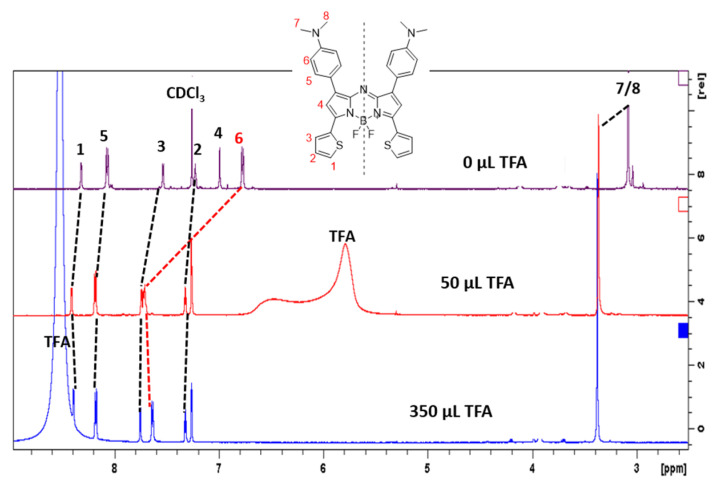 7 8
N N
6
5
N
4
N N
B
3 S F F S
2 1
CDCl3
7/8
1 5 3 2 4 6
0 µL TFA
[rel]
8
6
TFA
50 µL TFA
4
TFA
2
350 µL TFA
0
8 7 6 5 4 3 [ppm]